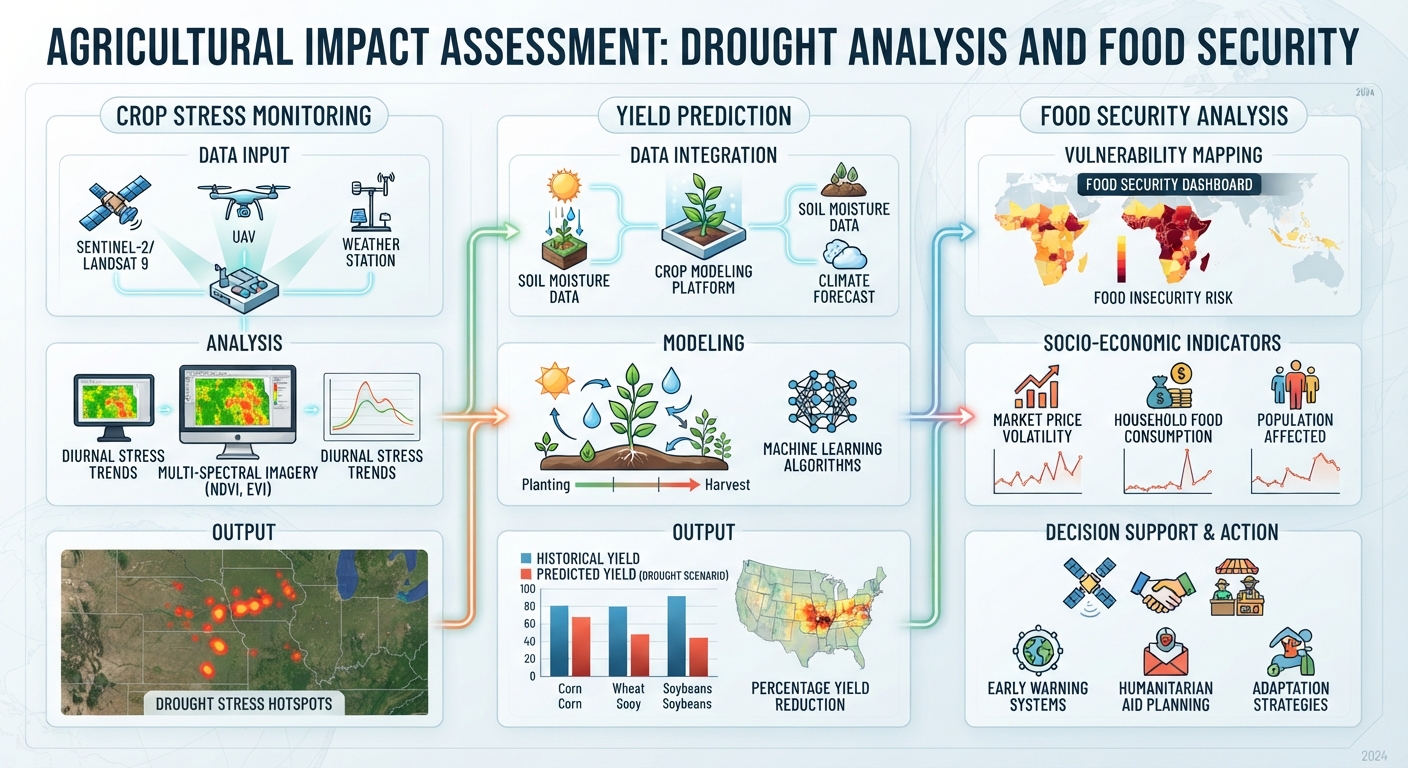 AGRICULTURAL IMPACT ASSESSMENT: DROUGHT ANALYSIS AND FOOD SECURITY
CROP STRESS MONITORING
DATA INPUT
SENTINEL-2/
LANDSAT 9
UAV
WEATHER
STATION
ANALYSIS
DIURNAL STRESS
TRENDS
MULTI-SPECTRAL IMAGERY
(NDVI, EVI)
DIURNAL STRESS
TRENDS
OUTPUT
DROUGHT STRESS HOTSPOTS
YIELD PREDICTION
DATA INTEGRATION
SOIL MOISTURE
DATA
CROP MODELING
PLATFORM
SOIL MOISTURE
DATA
CLIMATE
FORECAST
MODELING
Planting
Harvest
MACHINE LEARNING
ALGORITHMS
OUTPUT
HISTORICAL YIELD
PREDICTED YIELD (DROUGHT SCENARIO)
100
80
60
40
20
0
Corn
Corn
Wheat
Sooy
Soybeans
Soybeans
PERCENTAGE YIELD
REDUCTION
FOOD SECURITY ANALYSIS
VULNERABILITY MAPPING
FOOD SECURITY DASHBOARD
FOOD INSECURITY RISK
SOCIO-ECONOMIC INDICATORS
MARKET PRICE
VOLATILITY
HOUSEHOLD FOOD
CONSUMPTION
POPULATION
AFFECTED
DECISION SUPPORT & ACTION
EARLY WARNING
SYSTEMS
HUMANITARIAN
AID PLANNING
ADAPTATION
STRATEGIES
2024